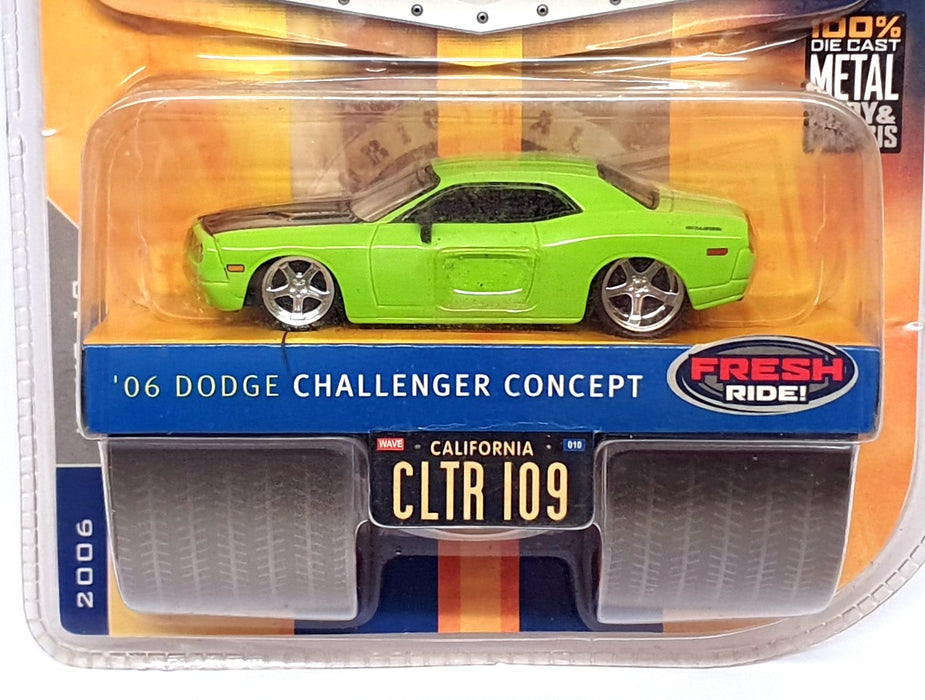 100%
DIE CAST
METAL
'06 DODGE CHALLENGER CONCEPT
FRESH
RIDE!
WAVE
CALIFORNIA
010
CLTR 109
2006